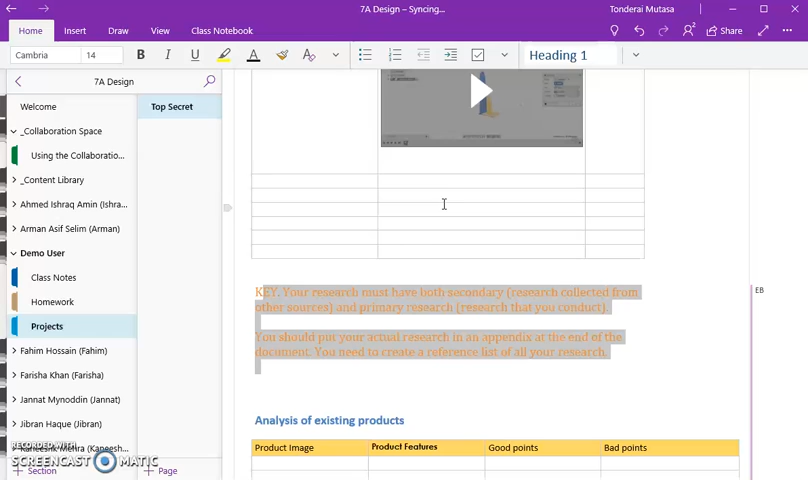 7A Design – Syncing...
Tonderai Mutasa
Home
Insert
Draw
View
Class Notebook
Share
Cambria
14
B
I
U
A
Heading 1
7A Design
Welcome
_Collaboration Space
Using the Collaboratio...
_Content Library
Ahmed Ishraq Amin (Ishra...
Arman Asif Selim (Arman)
Demo User
Class Notes
Homework
Projects
Fahim Hossain (Fahim)
Farisha Khan (Farisha)
Jannat Mynoddin (Jannat)
Jibran Haque (Jibran)
Kaneeshk Mehra (Kaneesh...
Section
Top Secret
Page
KEY. Your research must have both secondary (research collected from
other sources) and primary research (research that you conduct).
You should put your actual research in an appendix at the end of the
document. You need to create a reference list of all your research.
EB
Analysis of existing products
Product Image
Product Features
Good points
Bad points
RECORDED WITH
SCREENCAST MATIC